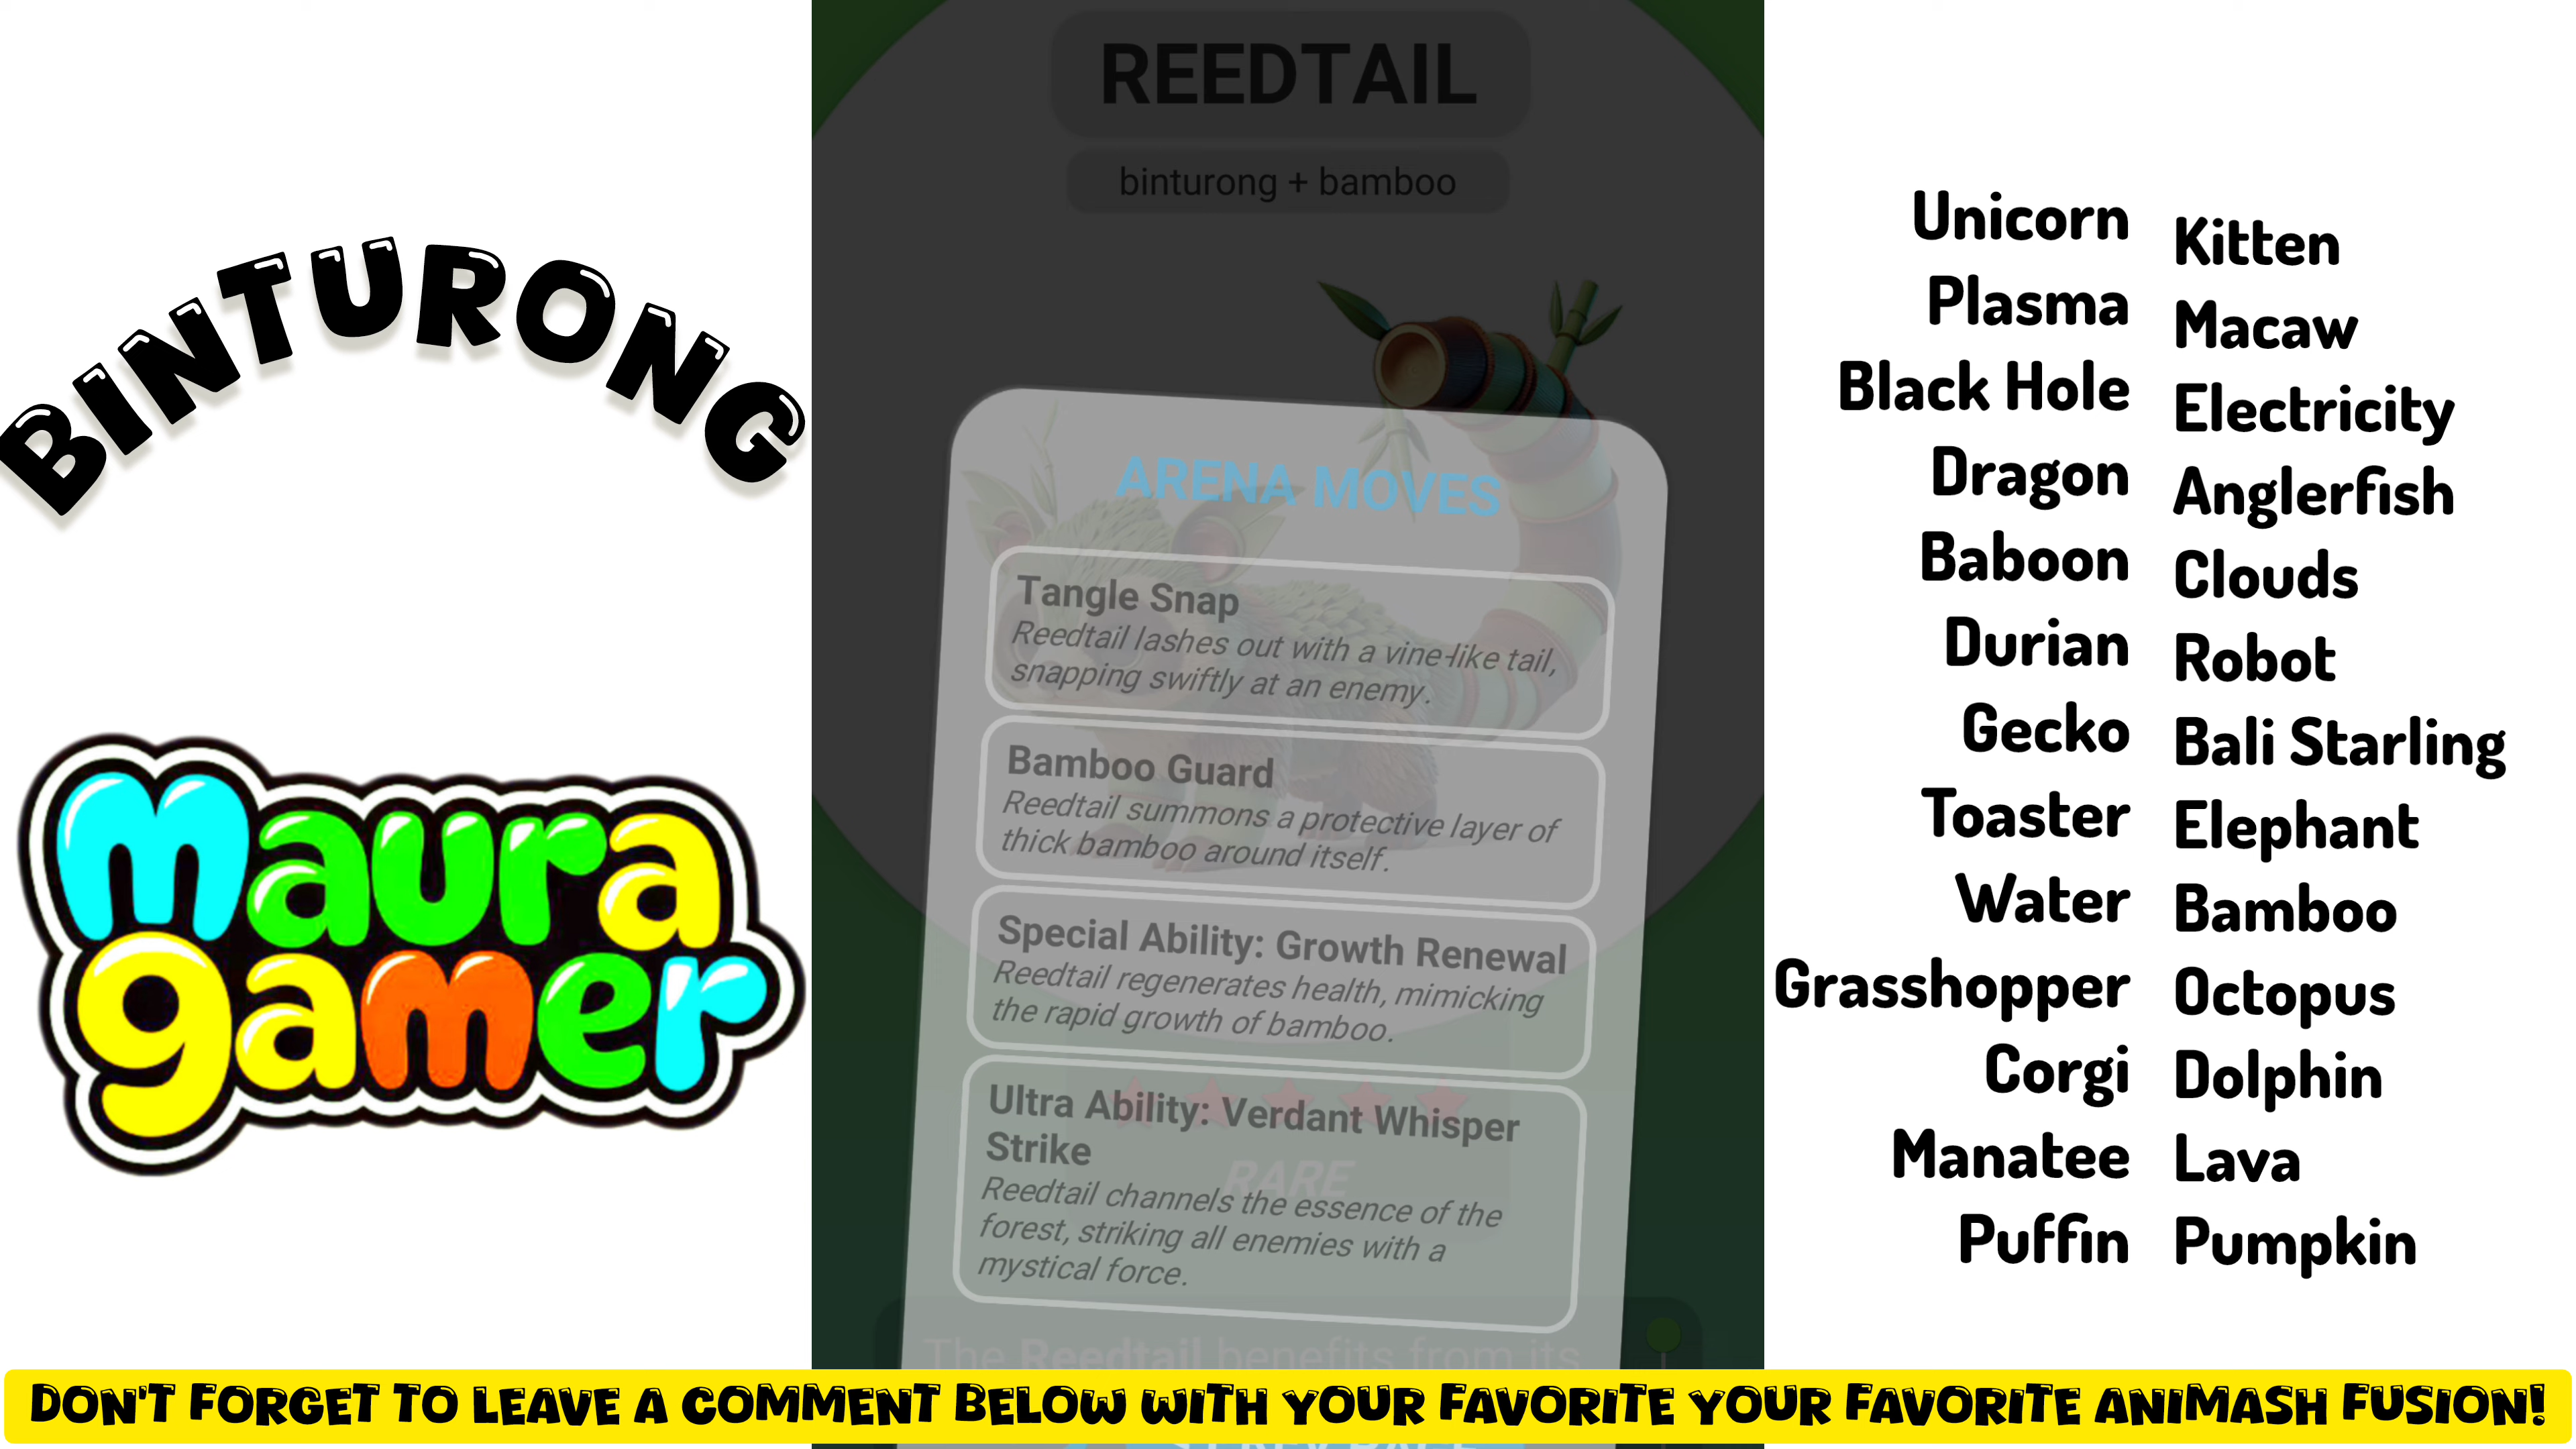 BINTURONG
maura
gamer
REEDTAIL
binturong + bamboo
ARENA MOVES
Tangle Snap
Reedtail lashes out with a vine-like tail,
snapping swiftly at an enemy.
Bamboo Guard
Reedtail summons a protective layer of
thick bamboo around itself.
Special Ability: Growth Renewal
Reedtail regenerates health, mimicking
the rapid growth of bamboo.
Ultra Ability: Verdant Whisper
Strike
Reedtail channels the essence of the
forest, striking all enemies with a
mystical force.
RARE
The Reedtail benefits from its
Unicorn
Plasma
Black Hole
Dragon
Baboon
Durian
Gecko
Toaster
Water
Grasshopper
Corgi
Manatee
Puffin
Kitten
Macaw
Electricity
Anglerfish
Clouds
Robot
Bali Starling
Elephant
Bamboo
Octopus
Dolphin
Lava
Pumpkin
DON'T FORGET TO LEAVE A COMMENT BELOW WITH YOUR FAVORITE YOUR FAVORITE ANIMASH FUSION!